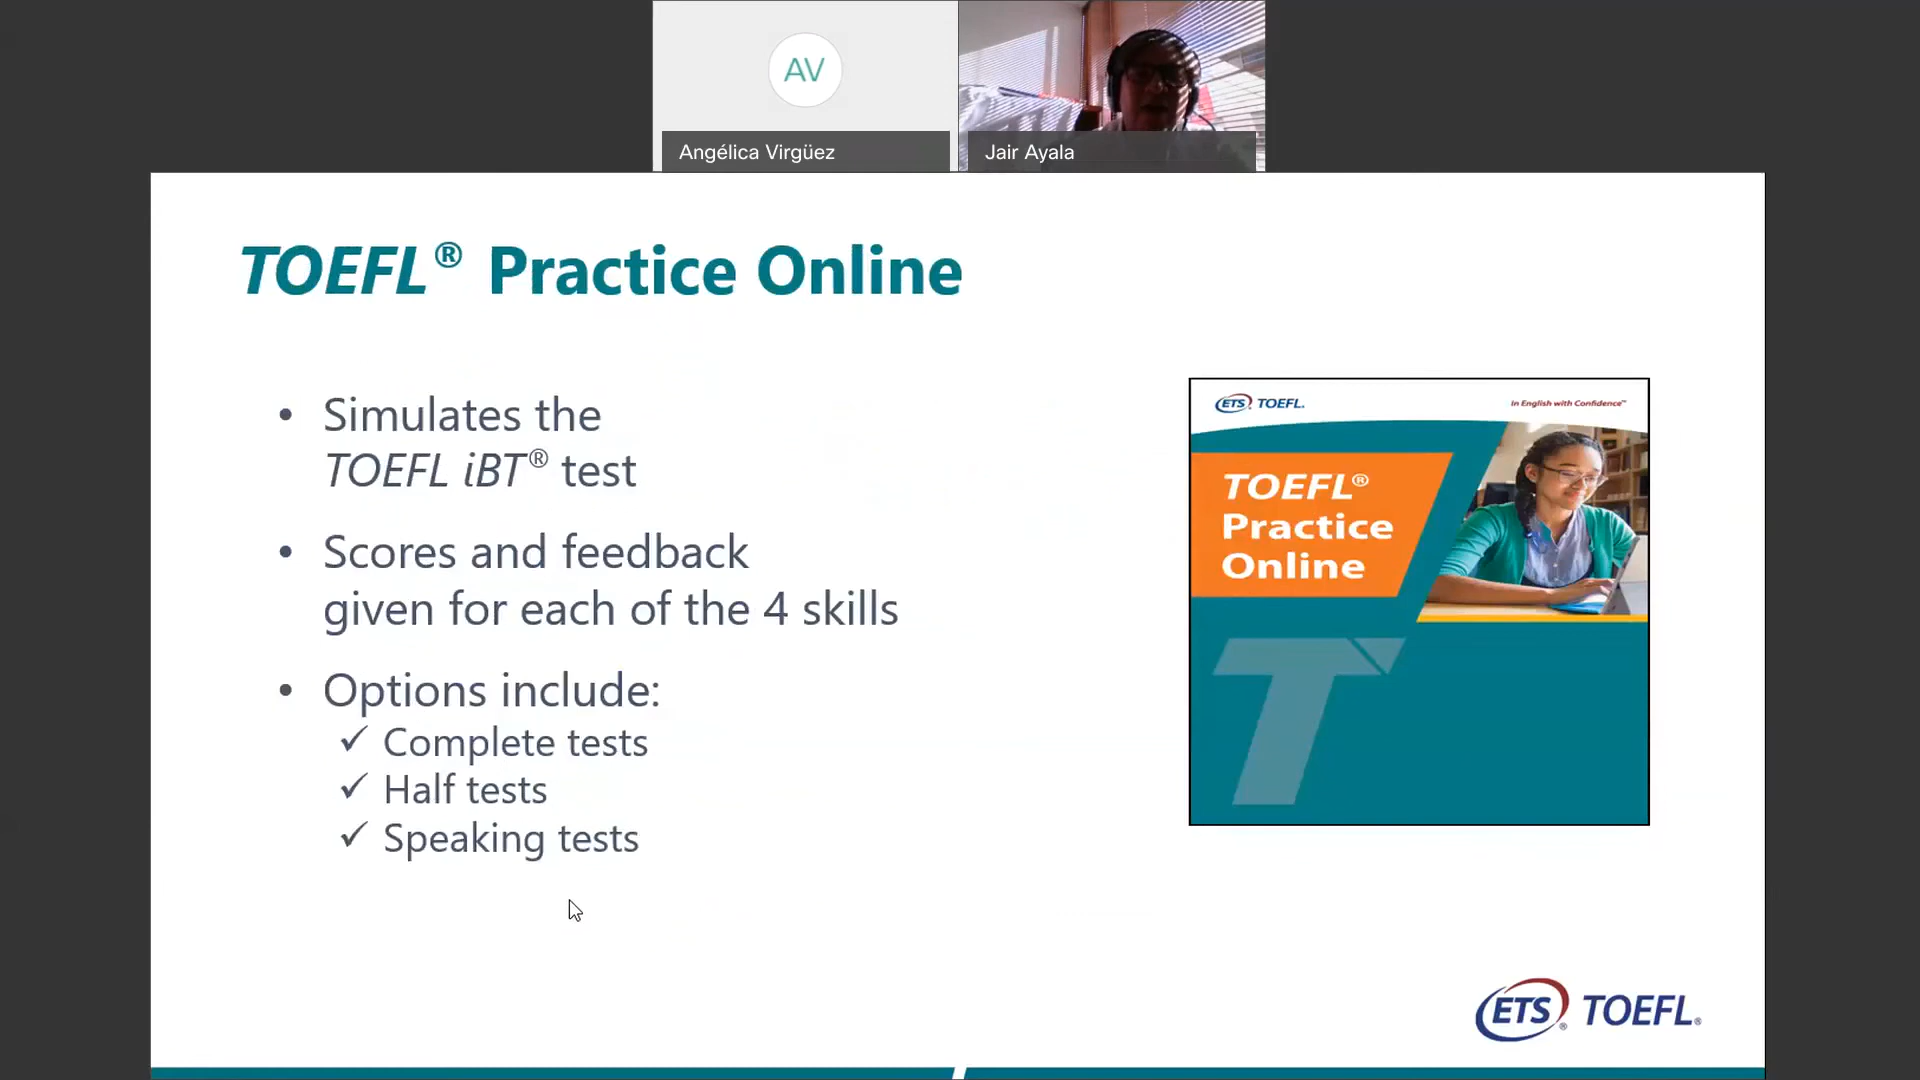 AV
Angélica Virgüez
Jair Ayala
TOEFL® Practice Online
• Simulates the
TOEFL iBT® test
• Scores and feedback
given for each of the 4 skills
• Options include:
✓ Complete tests
✓ Half tests
✓ Speaking tests
ETS® TOEFL®
In English with Confidence™
TOEFL®
Practice
Online
ETS® TOEFL®